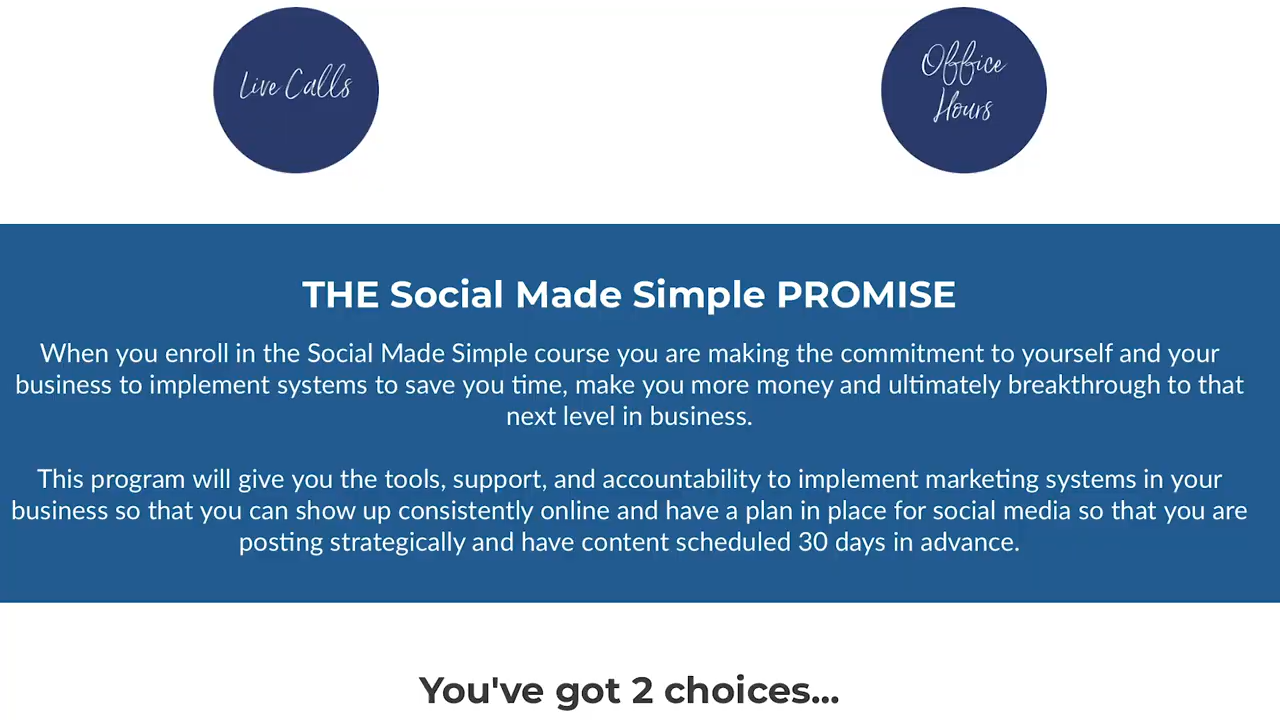 Live Calls
Office
Hours
THE Social Made Simple PROMISE
When you enroll in the Social Made Simple course you are making the commitment to yourself and your
business to implement systems to save you time, make you more money and ultimately breakthrough to that
next level in business.
This program will give you the tools, support, and accountability to implement marketing systems in your
business so that you can show up consistently online and have a plan in place for social media so that you are
posting strategically and have content scheduled 30 days in advance.
You've got 2 choices...